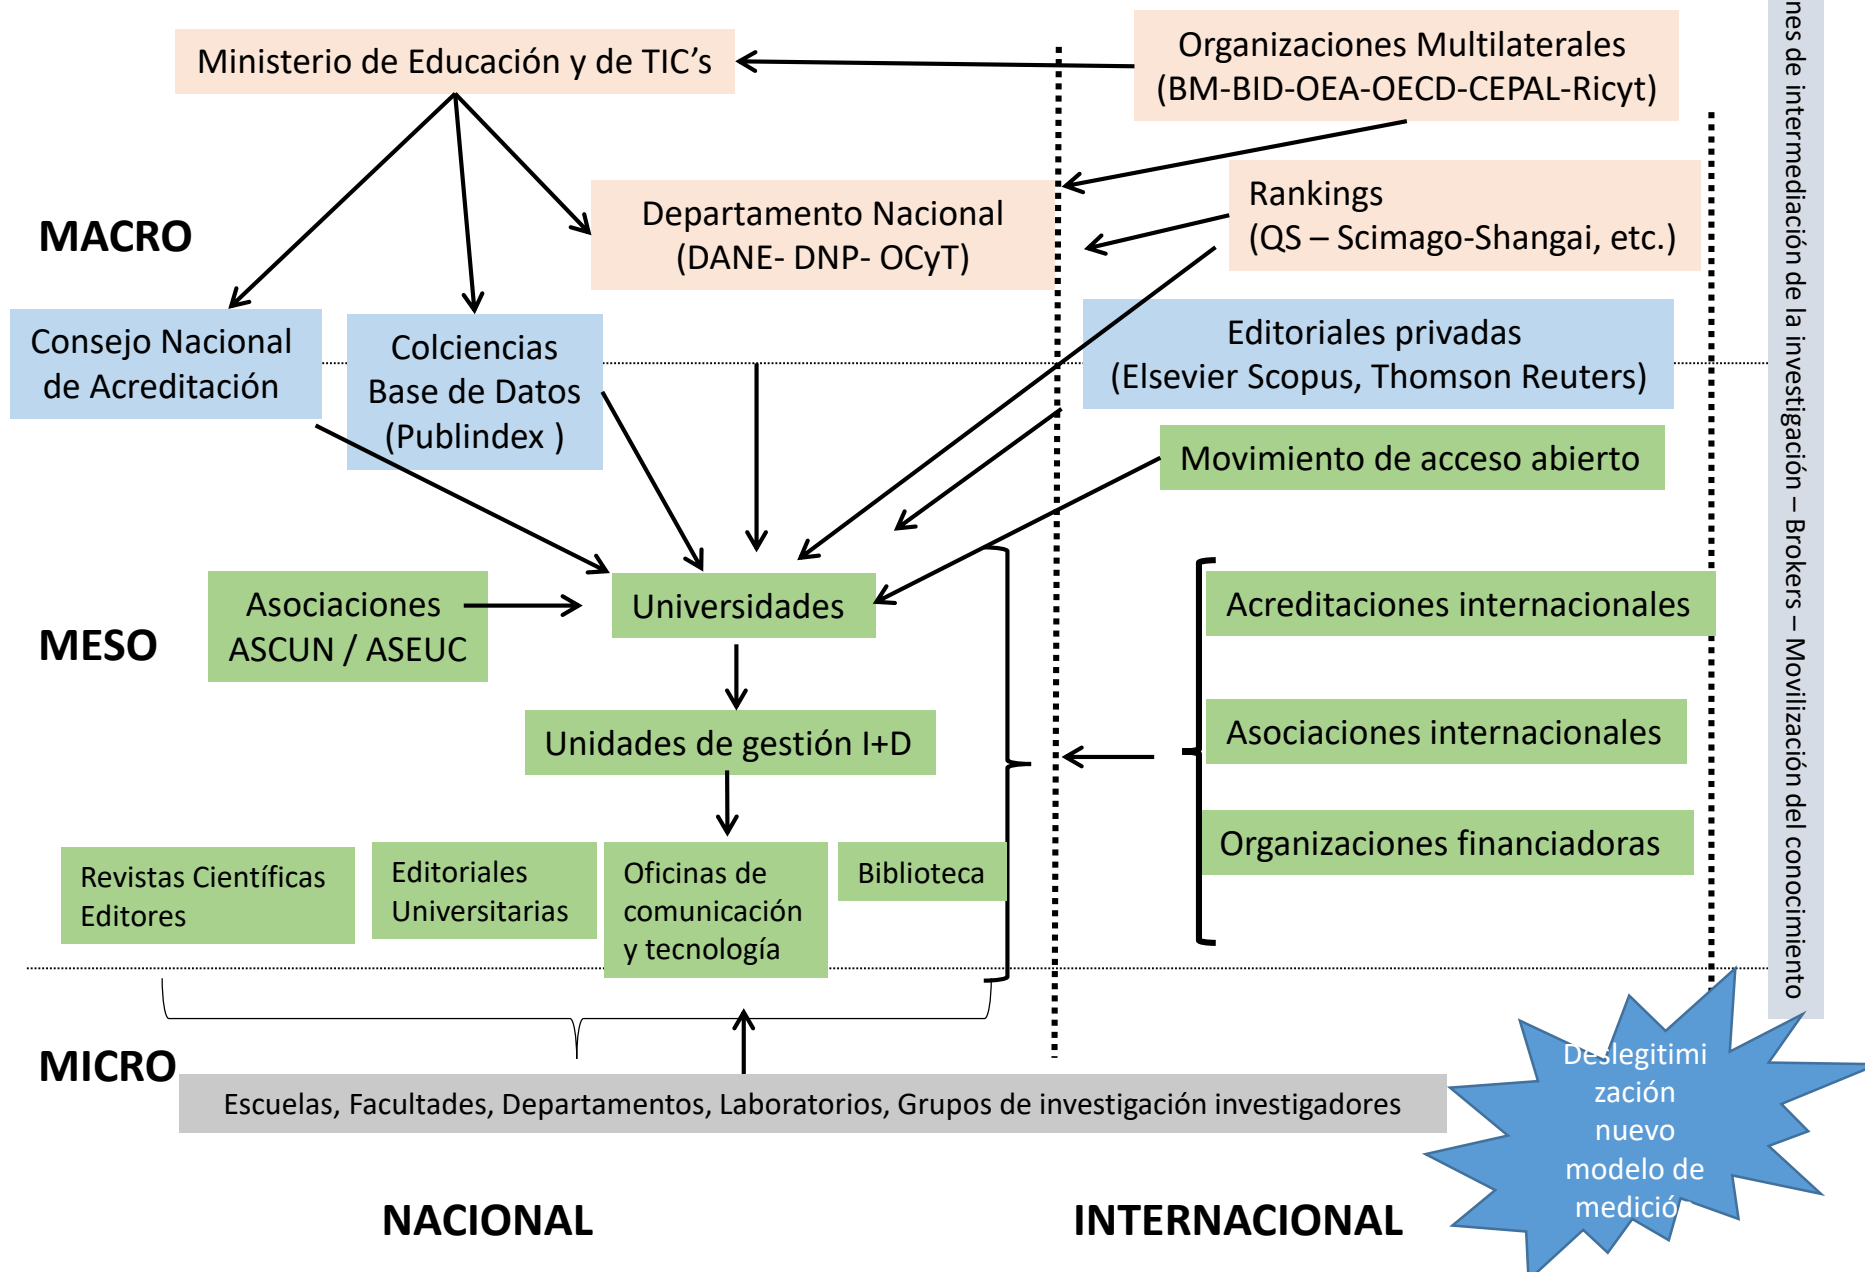 Ministerio de Educación y de TIC’s
Organizaciones Multilaterales
(BM-BID-OEA-OECD-CEPAL-Ricyt)
MACRO
Departamento Nacional
(DANE- DNP- OCyT)
Rankings
(QS – Scimago-Shangai, etc.)
Consejo Nacional
de Acreditación
Colciencias
Base de Datos
(Publindex )
Editoriales privadas
(Elsevier Scopus, Thomson Reuters)
Movimiento de acceso abierto
MESO
Asociaciones
ASCUN / ASEUC
Universidades
Acreditaciones internacionales
Unidades de gestión I+D
Asociaciones internacionales
Organizaciones financiadoras
Revistas Científicas
Editores
Editoriales
Universitarias
Oficinas de
comunicación
y tecnología
Biblioteca
MICRO
Escuelas, Facultades, Departamentos, Laboratorios, Grupos de investigación investigadores
NACIONAL
INTERNACIONAL
nes de intermediación de la investigación – Brokers – Movilización del conocimiento
Deslegitimi
zación
nuevo
modelo de
medició